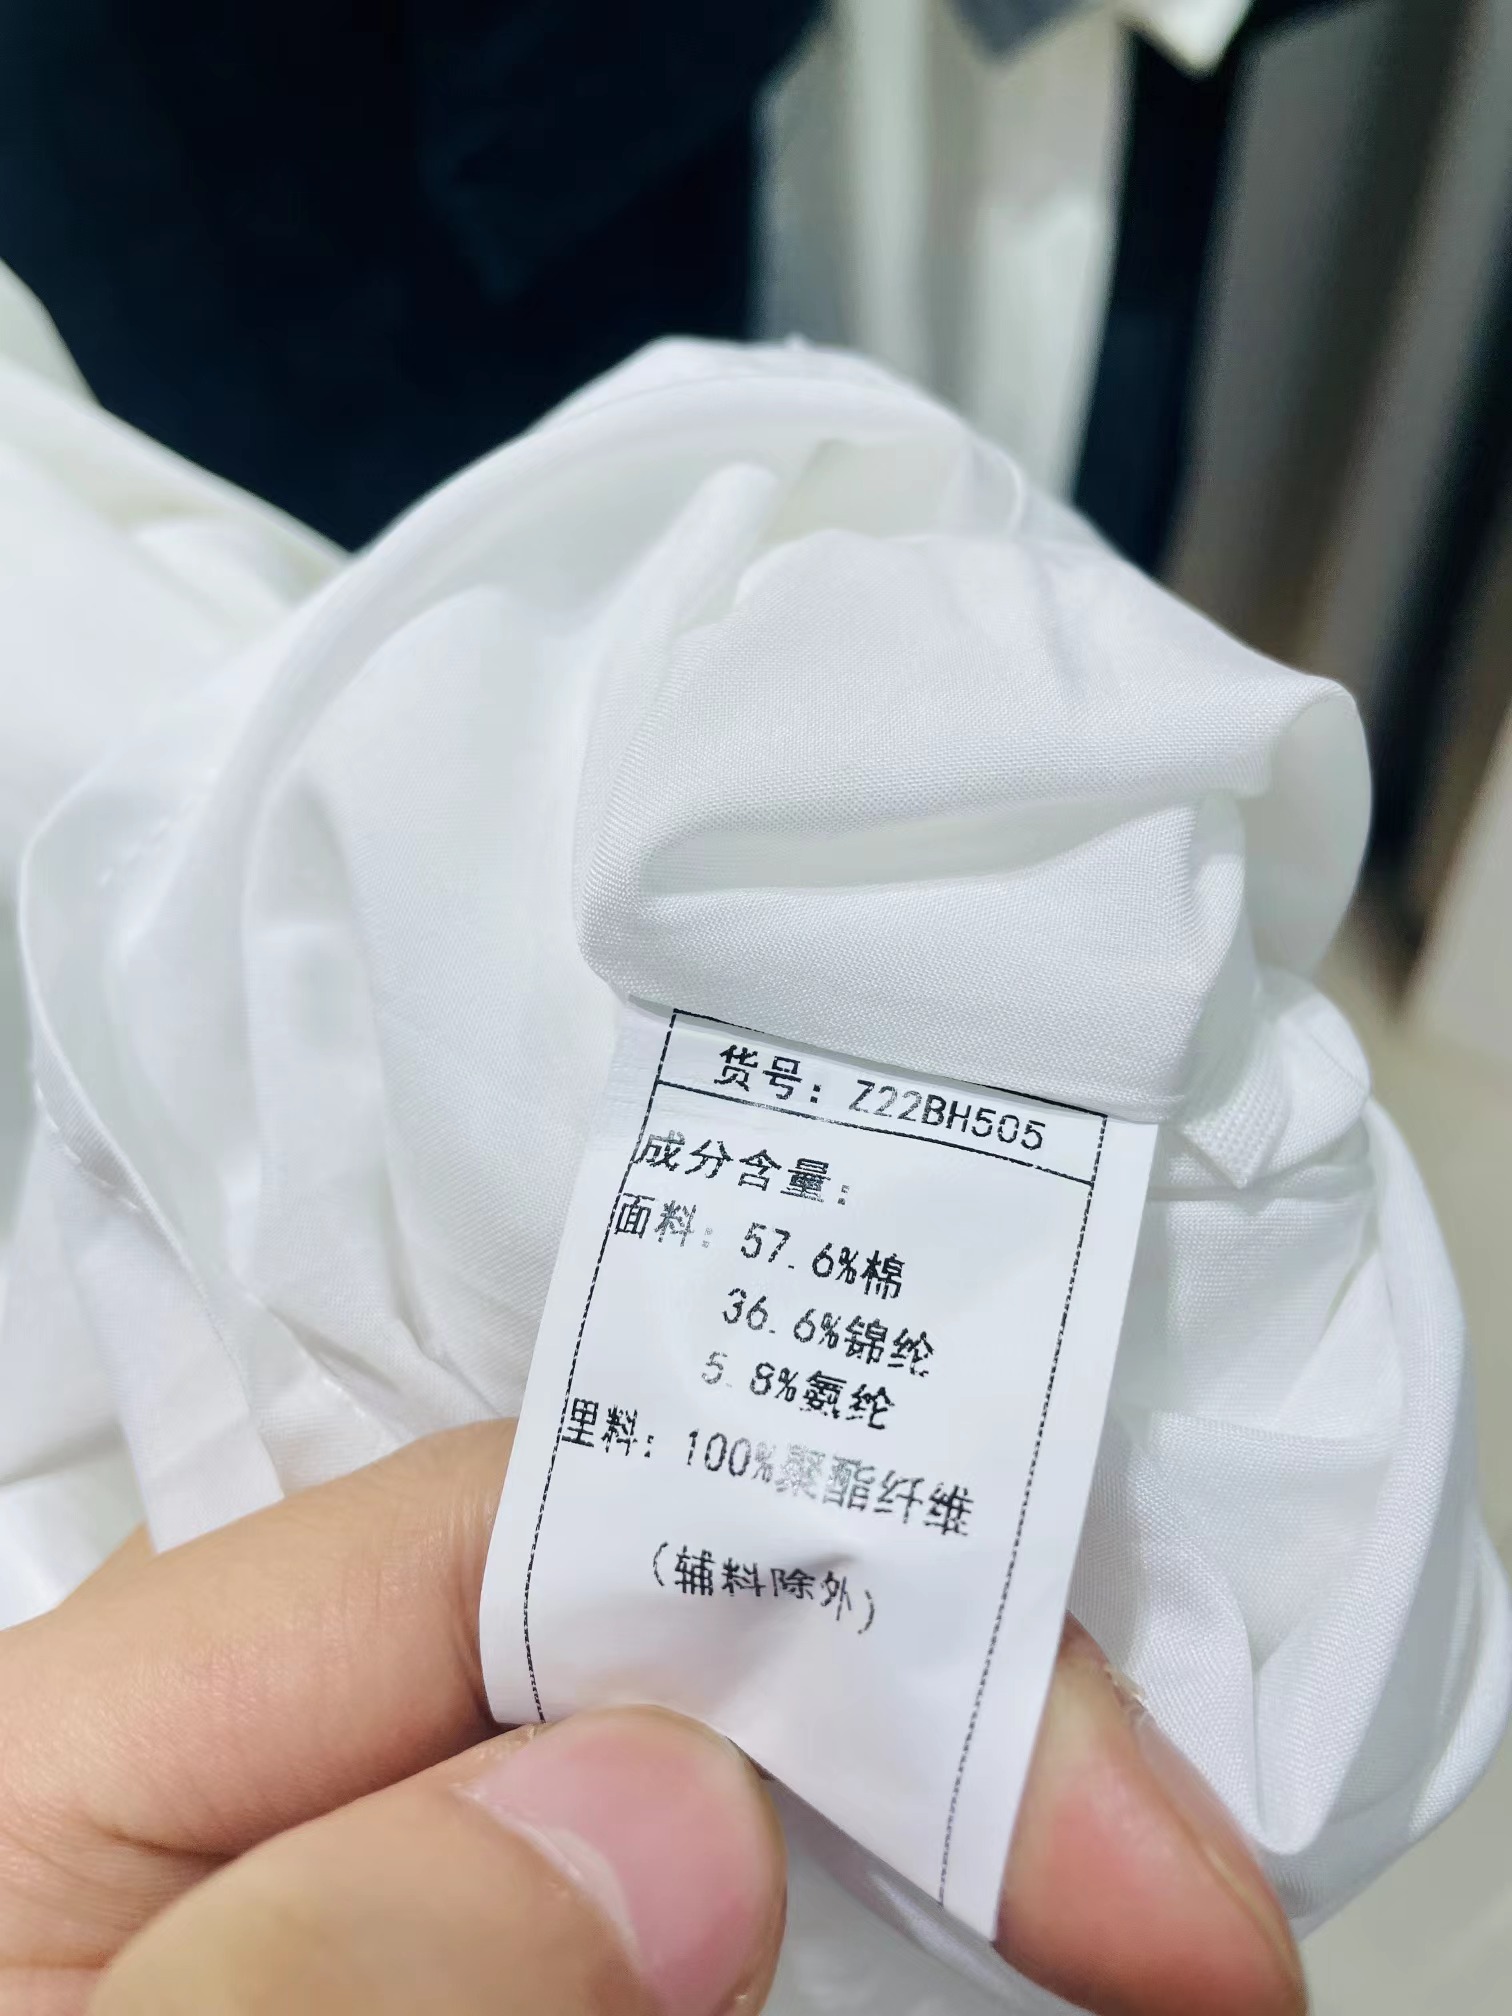 货号：Z22BH505
成分含量：
面料：57.6%棉
36.6%锦纶
5.8%氨纶
里料：100%聚酯纤维
（辅料除外）